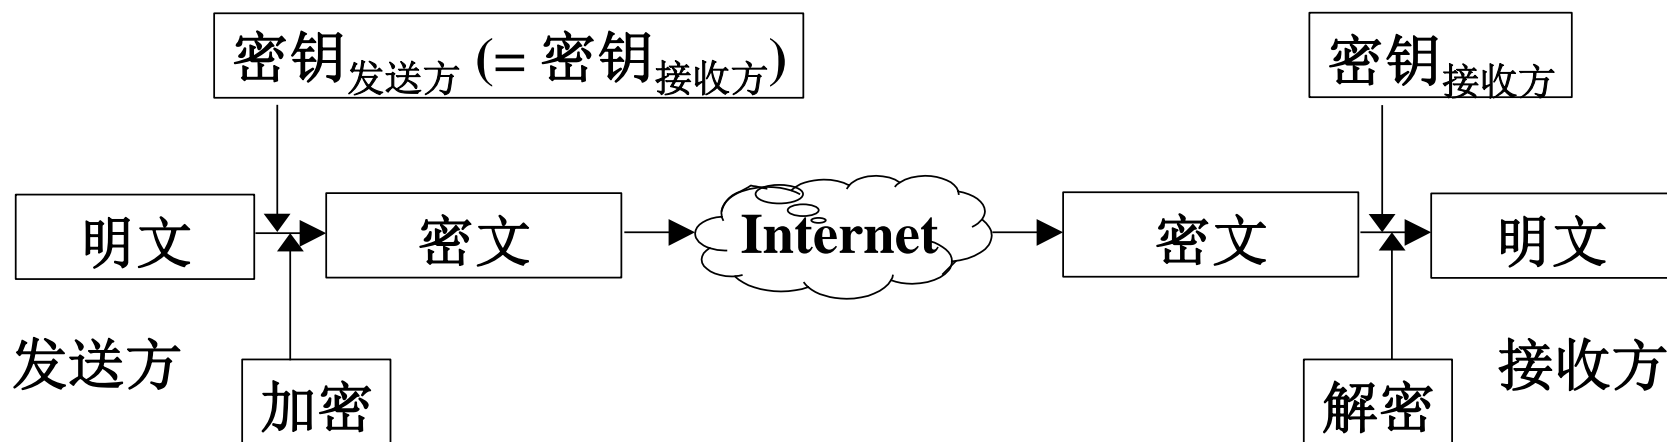 密钥发送方 (= 密钥接收方)
密钥接收方
明文
密文
Internet
密文
明文
发送方
接收方
加密
解密